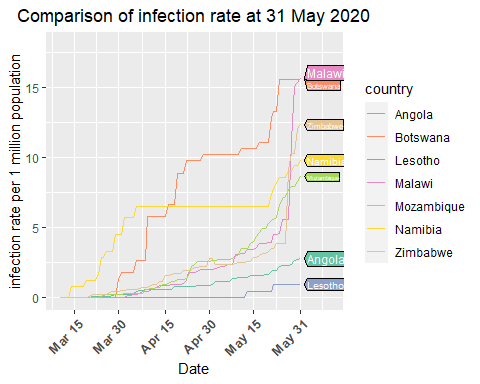 Comparison of infection rate at 31 May 2020
infection rate per 1 million population
15
10
5
0
Malawi
Botswana
Zimbabwe
Namibia
Mozambique
Angola
Lesotho
Mar 15
Mar 30
Apr 15
Apr 30
May 15
May 31
Date
country
Angola
Botswana
Lesotho
Malawi
Mozambique
Namibia
Zimbabwe